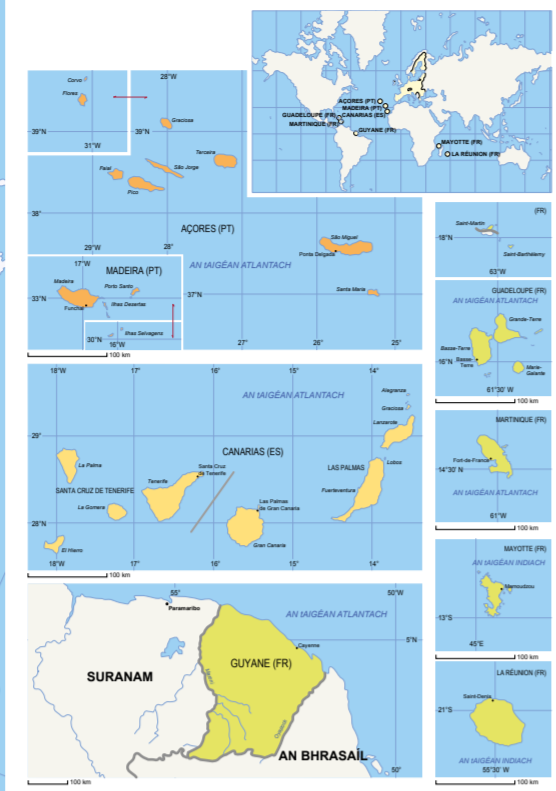 AÇORES (PT)
MADEIRA (PT)
GUADELOUPE (FR)
CANARIAS (ES)
MARTINIQUE (FR)
GUYANE (FR)
MAYOTTE (FR)
LA RÉUNION (FR)
Corvo
Flores
28°W
39°N
31°W
Graciosa
39°N
Terceira
Faial
São Jorge
Pico
38°
AÇORES (PT)
29°W
28°
São Miguel
Ponta Delgada
AN tAIGÉAN ATLANTACH
Santa Maria
37°N
27°
26°
25°
17°W
MADEIRA (PT)
Madeira
Porto Santo
33°N
Funchal
Ilhas Desertas
30°N
16°W
Ilhas Selvagens
100 km
18°W
17°
16°
15°
14°
AN tAIGÉAN ATLANTACH
Alegranza
Graciosa
Lanzarote
29°
CANARIAS (ES)
La Palma
Santa Cruz
de Tenerife
Lobos
LAS PALMAS
SANTA CRUZ DE TENERIFE
Tenerife
Fuerteventura
La Gomera
Las Palmas
de Gran Canaria
28°N
El Hierro
Gran Canaria
18°W
17°
16°
15°
14°
100 km
55°
50°W
Paramaribo
AN tAIGÉAN ATLANTACH
5°N
Cayenne
GUYANE (FR)
SURANAM
AN BHRASAÍL
50°
100 km
(FR)
Saint-Martin
18°N
Saint-Barthélemy
63°W
GUADELOUPE (FR)
AN tAIGÉAN ATLANTACH
Grande-Terre
Basse-Terre
16°N
Basse-
Terre
Marie-
Galante
61°30' W
100 km
MARTINIQUE (FR)
Fort-de-France
14°30' N
AN tAIGÉAN ATLANTACH
61°W
100 km
MAYOTTE (FR)
AN tAIGÉAN INDIACH
Mamoudzou
13°S
45°E
100 km
LA RÉUNION (FR)
Saint-Denis
21°S
AN tAIGÉAN INDIACH
55°30' W
100 km